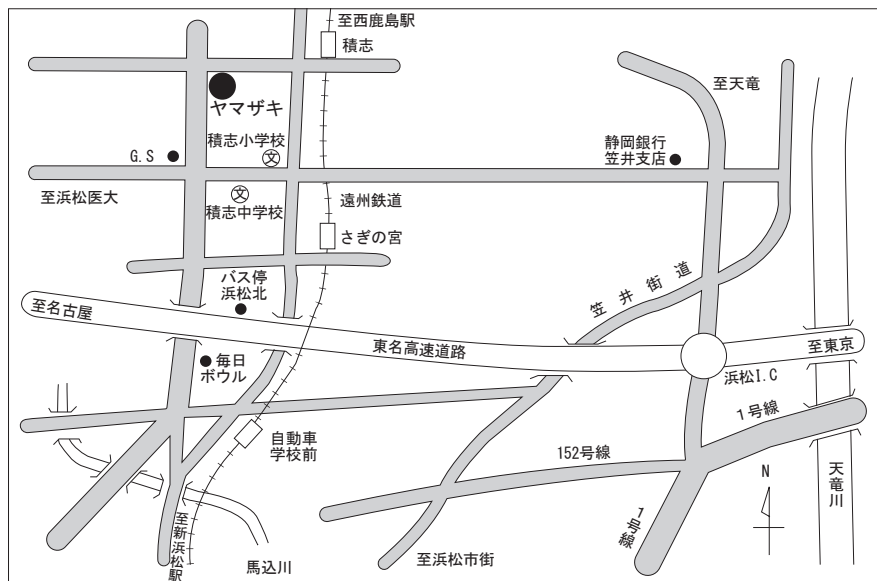 至西鹿島駅
積志
ヤマザキ
積志小学校
文
G.S
至天竜
静岡銀行
笠井支店
至浜松医大
文
積志中学校
遠州鉄道
さぎの宮
バス停
浜松北
笠井街道
至名古屋
東名高速道路
至東京
毎日
ボウル
浜松I.C
自動車
学校前
1号線
152号線
N
天竜川
1号線
至新浜松駅
馬込川
至浜松市街